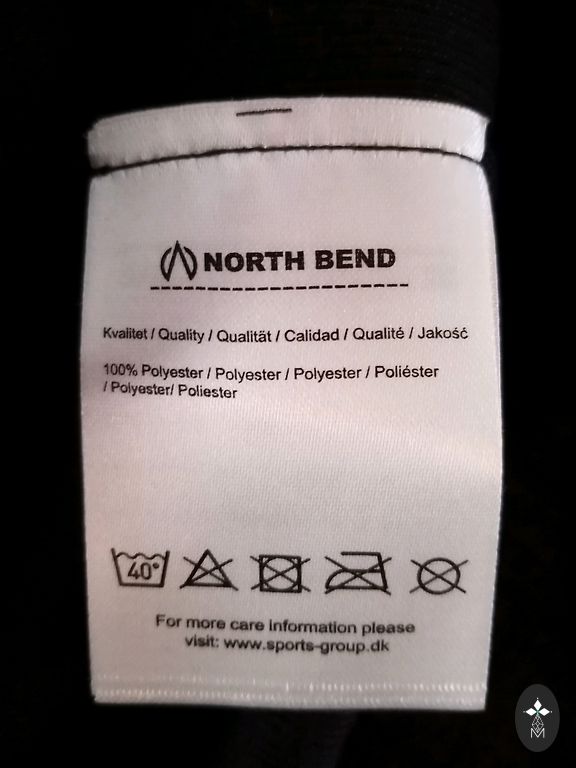 NORTH BEND
Kvalitet / Quality / Qualität / Calidad / Qualité / Jakość
100% Polyester / Polyester / Polyester / Poliéster
/ Polyester/ Poliester
40°
For more care information please
visit: www.sports-group.dk